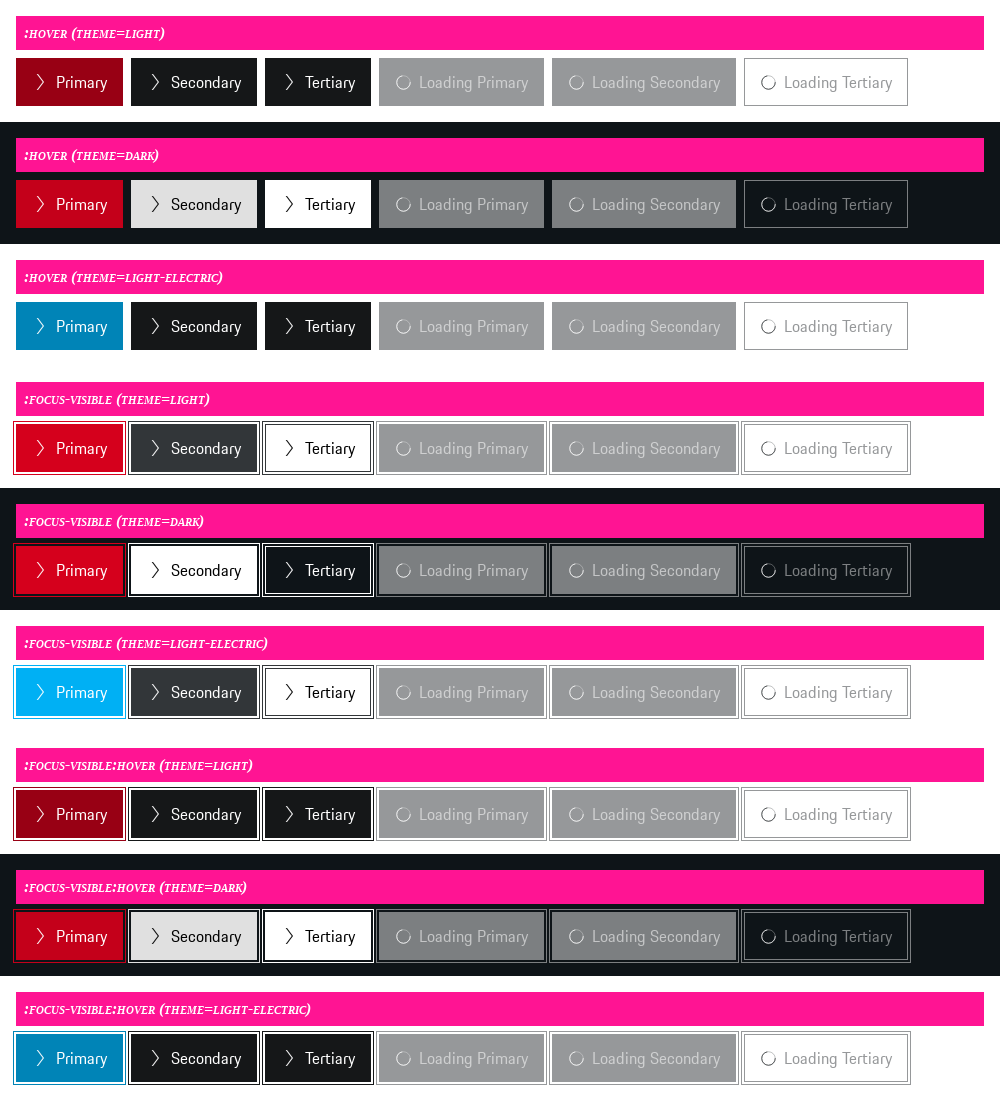 :hover (theme=light)
Primary Secondary Tertiary Loading Primary Loading Secondary Loading Tertiary
:hover (theme=dark)
Primary Secondary Tertiary Loading Primary Loading Secondary Loading Tertiary
:hover (theme=light-electric)
Primary Secondary Tertiary Loading Primary Loading Secondary Loading Tertiary
:focus-visible (theme=light)
Primary Secondary Tertiary Loading Primary Loading Secondary Loading Tertiary
:focus-visible (theme=dark)
Primary Secondary Tertiary Loading Primary Loading Secondary Loading Tertiary
:focus-visible (theme=light-electric)
Primary Secondary Tertiary Loading Primary Loading Secondary Loading Tertiary
:focus-visible:hover (theme=light)
Primary Secondary Tertiary Loading Primary Loading Secondary Loading Tertiary
:focus-visible:hover (theme=dark)
Primary Secondary Tertiary Loading Primary Loading Secondary Loading Tertiary
:focus-visible:hover (theme=light-electric)
Primary Secondary Tertiary Loading Primary Loading Secondary Loading Tertiary